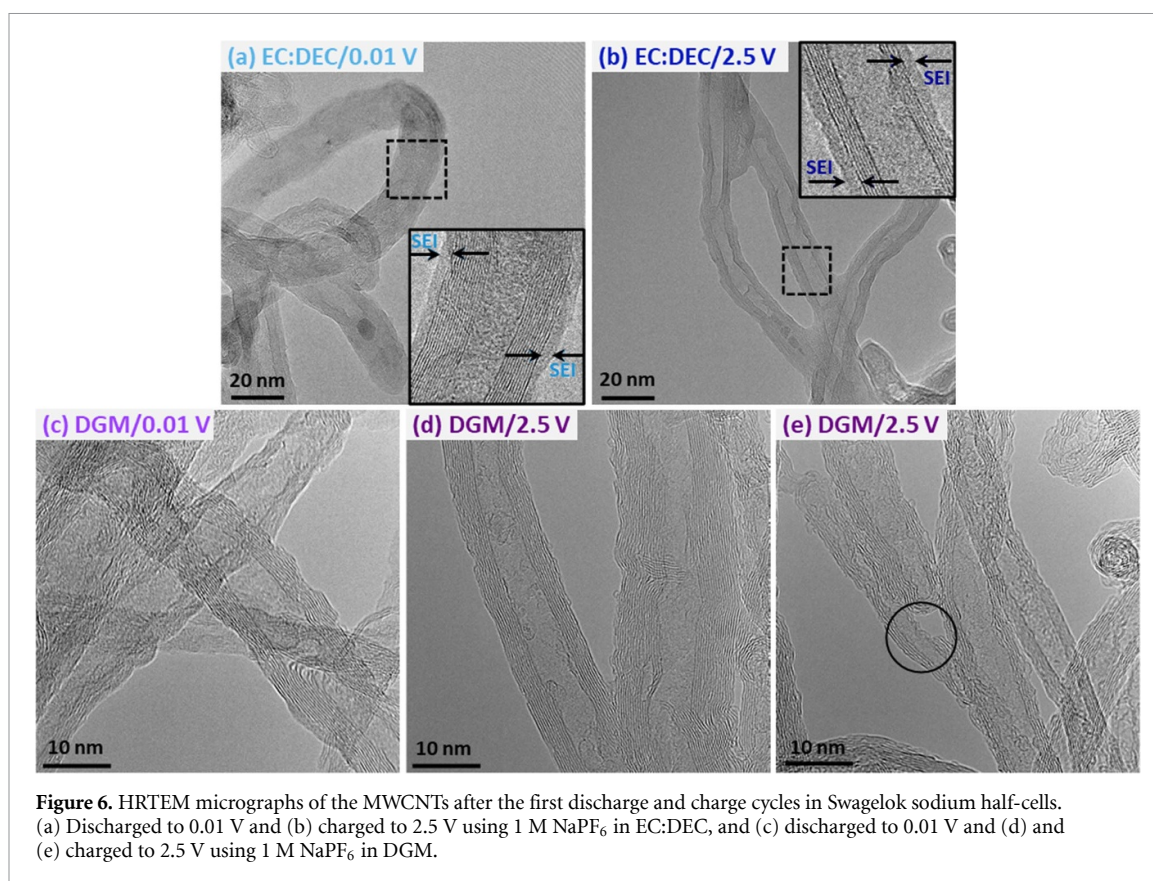 (a) EC:DEC/0.01 V
SEI
SEI
20 nm
(b) EC:DEC/2.5 V
SEI
SEI
20 nm
(c) DGM/0.01 V
10 nm
(d) DGM/2.5 V
10 nm
(e) DGM/2.5 V
10 nm
Figure 6. HRTEM micrographs of the MWCNTs after the first discharge and charge cycles in Swagelok sodium half-cells.
(a) Discharged to 0.01 V and (b) charged to 2.5 V using 1 M NaPF₆ in EC:DEC, and (c) discharged to 0.01 V and (d) and
(e) charged to 2.5 V using 1 M NaPF₆ in DGM.